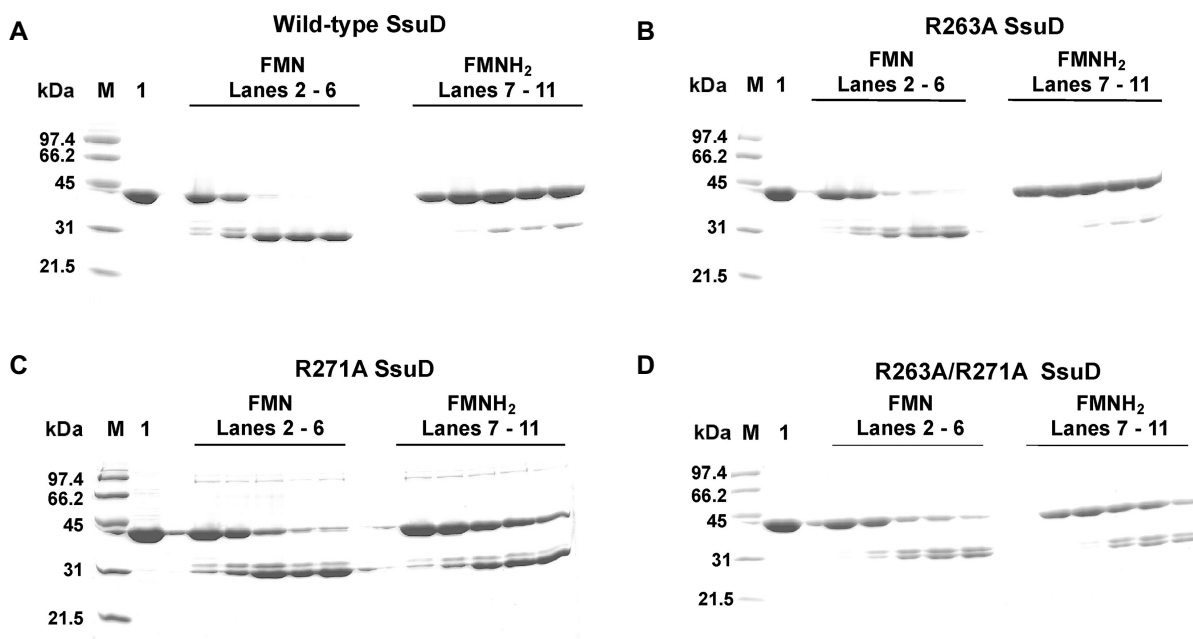 A
Wild-type SsuD
FMN
FMNH₂
kDa M 1 Lanes 2 - 6 Lanes 7 - 11
97.4
66.2
45
31
21.5
B
R263A SsuD
FMN
FMNH₂
kDa M 1 Lanes 2 - 6 Lanes 7 - 11
97.4
66.2
45
31
21.5
C
R271A SsuD
FMN
FMNH₂
kDa M 1 Lanes 2 - 6 Lanes 7 - 11
97.4
66.2
45
31
21.5
D
R263A/R271A SsuD
FMN
FMNH₂
kDa M 1 Lanes 2 - 6 Lanes 7 - 11
97.4
66.2
45
31
21.5